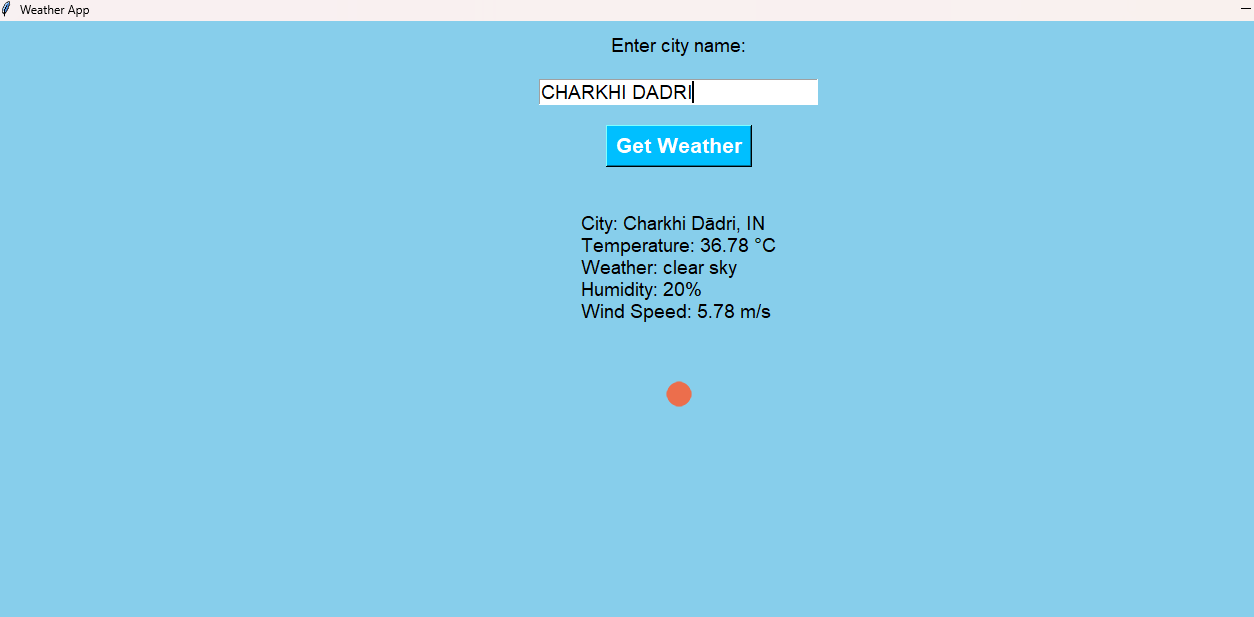 Weather App
Enter city name:
CHARKHI DADRI
Get Weather
City: Charkhi Dādri, IN
Temperature: 36.78 °C
Weather: clear sky
Humidity: 20%
Wind Speed: 5.78 m/s